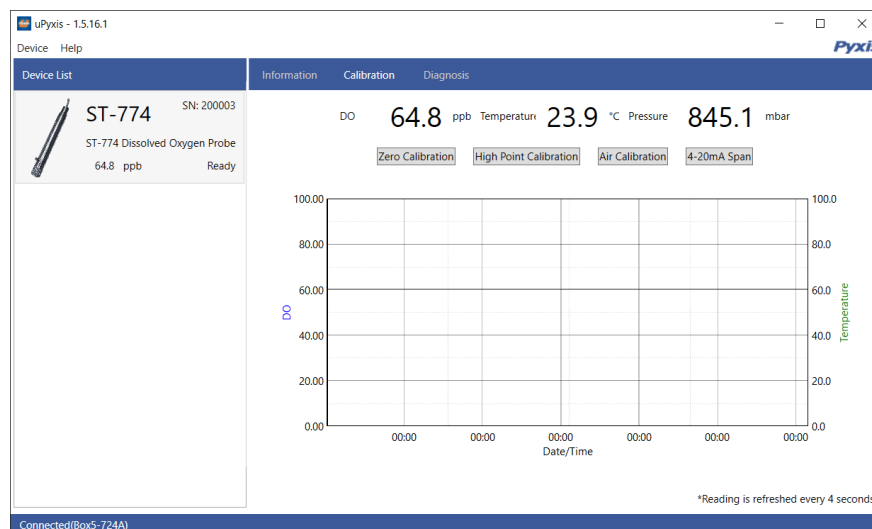 uPyxis - 1.5.16.1
Device Help
Pyxis
Device List
Information Calibration Diagnosis
ST-774 SN: 200003
ST-774 Dissolved Oxygen Probe
64.8 ppb Ready
DO 64.8 ppb Temperature 23.9 °C Pressure 845.1 mbar
Zero Calibration High Point Calibration Air Calibration 4-20mA Span
100.00 100.0
80.00 80.0
60.00 60.0
DO
Temperature
40.00 40.0
20.00 20.0
0.00 0.0
00:00 00:00 00:00 00:00 00:00 00:00
Date/Time
*Reading is refreshed every 4 seconds
Connected(Box5-724A)